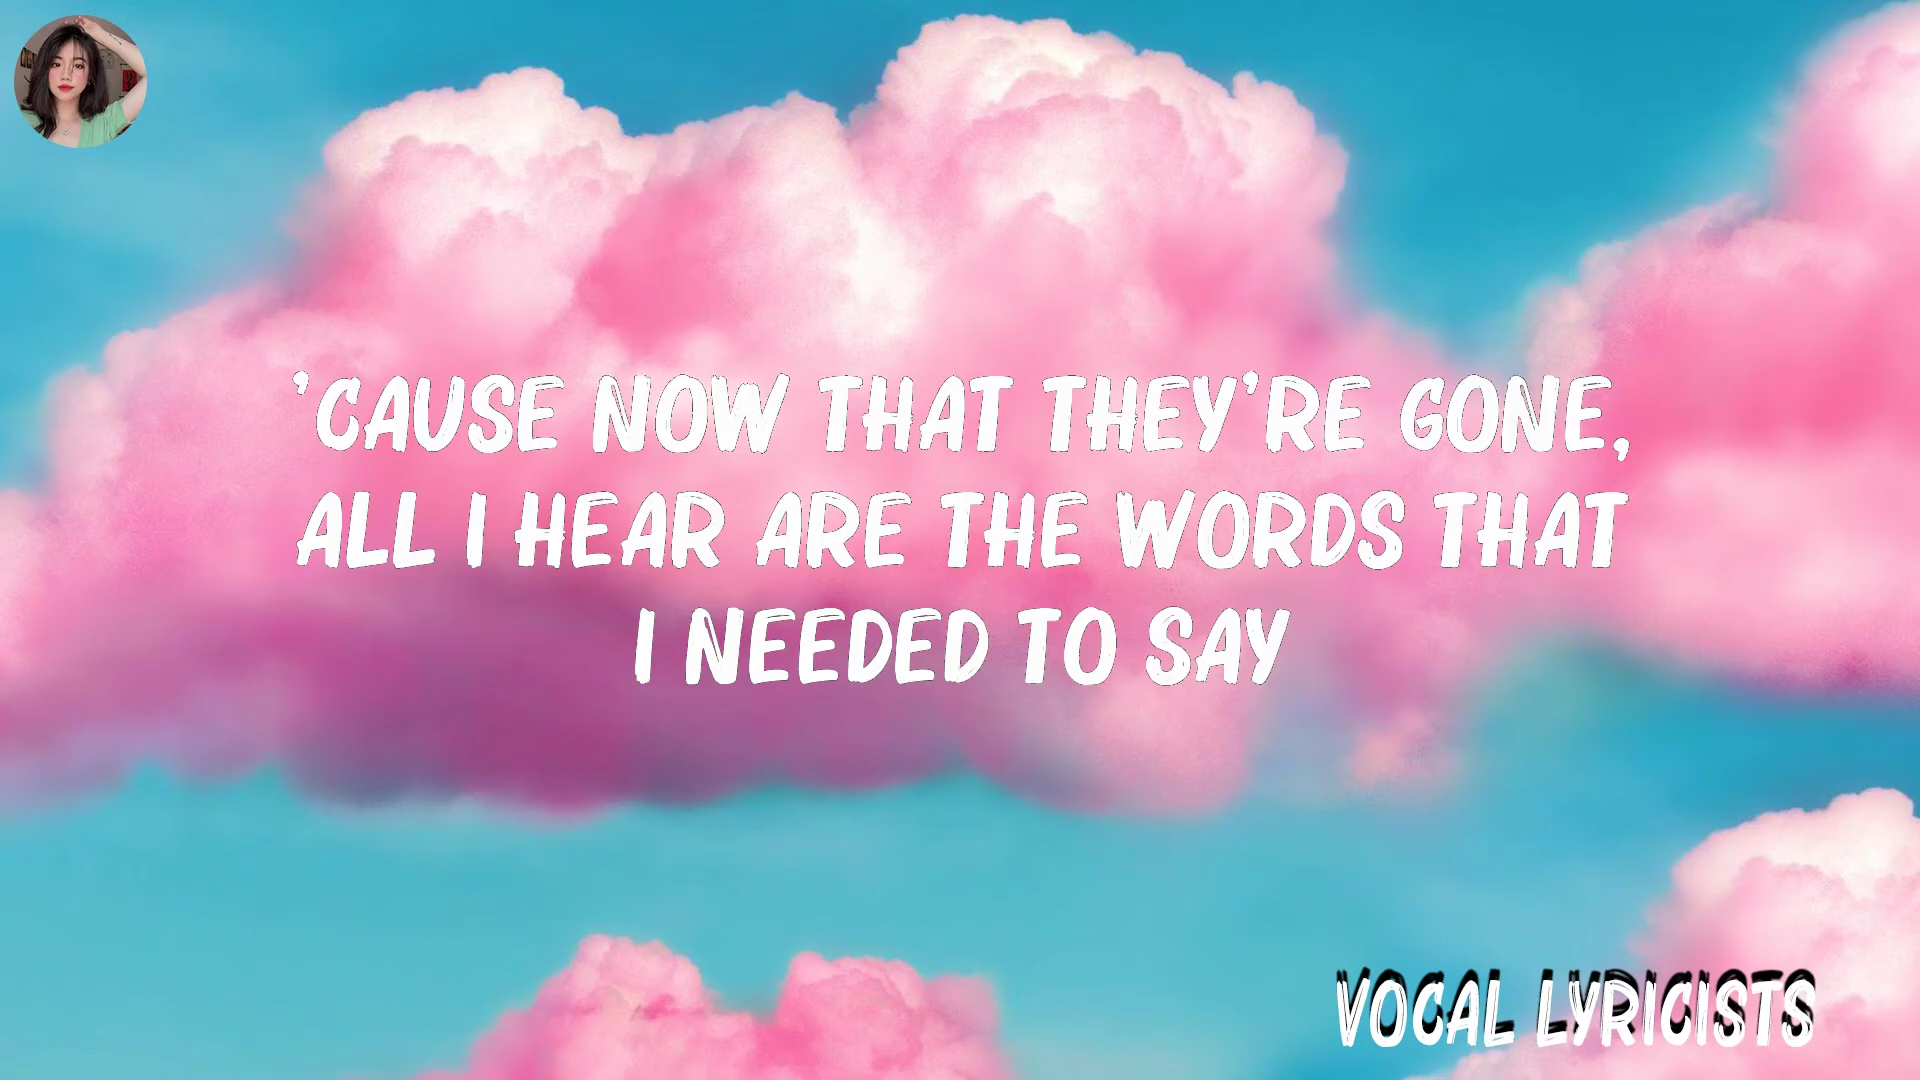 'CAUSE NOW THAT THEY'RE GONE,
ALL I HEAR ARE THE WORDS THAT
I NEEDED TO SAY
VOCAL LYRICISTS